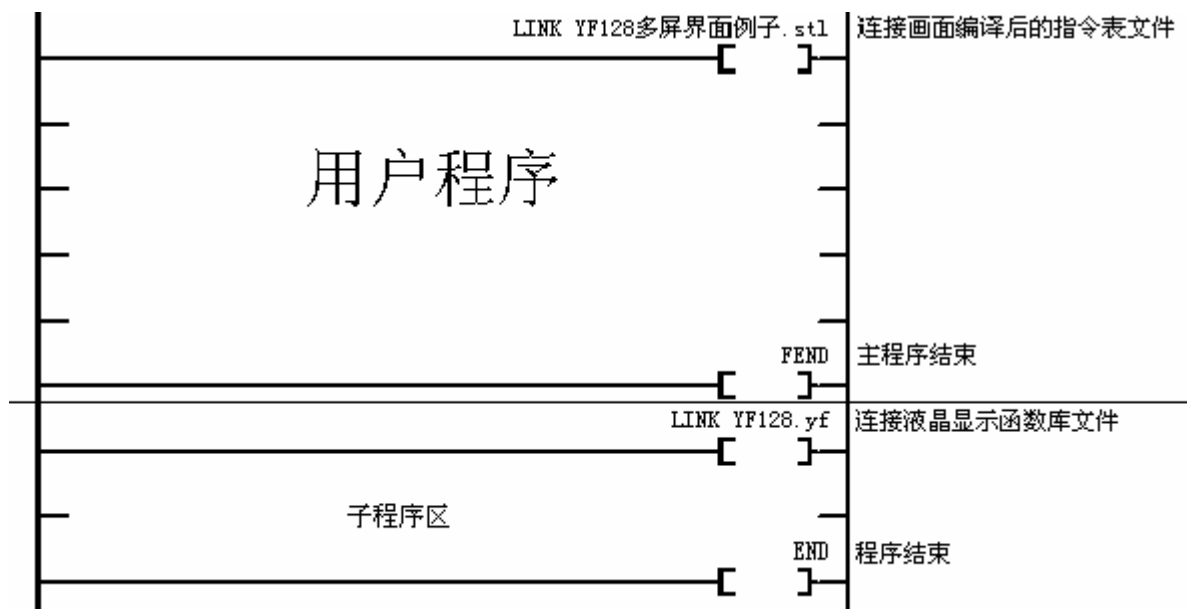 LINK YF128多屏界面例子.stl 连接画面编译后的指令表文件
用户程序
FEND 主程序结束
LINK YF128.yf 连接液晶显示函数库文件
子程序区
END 程序结束